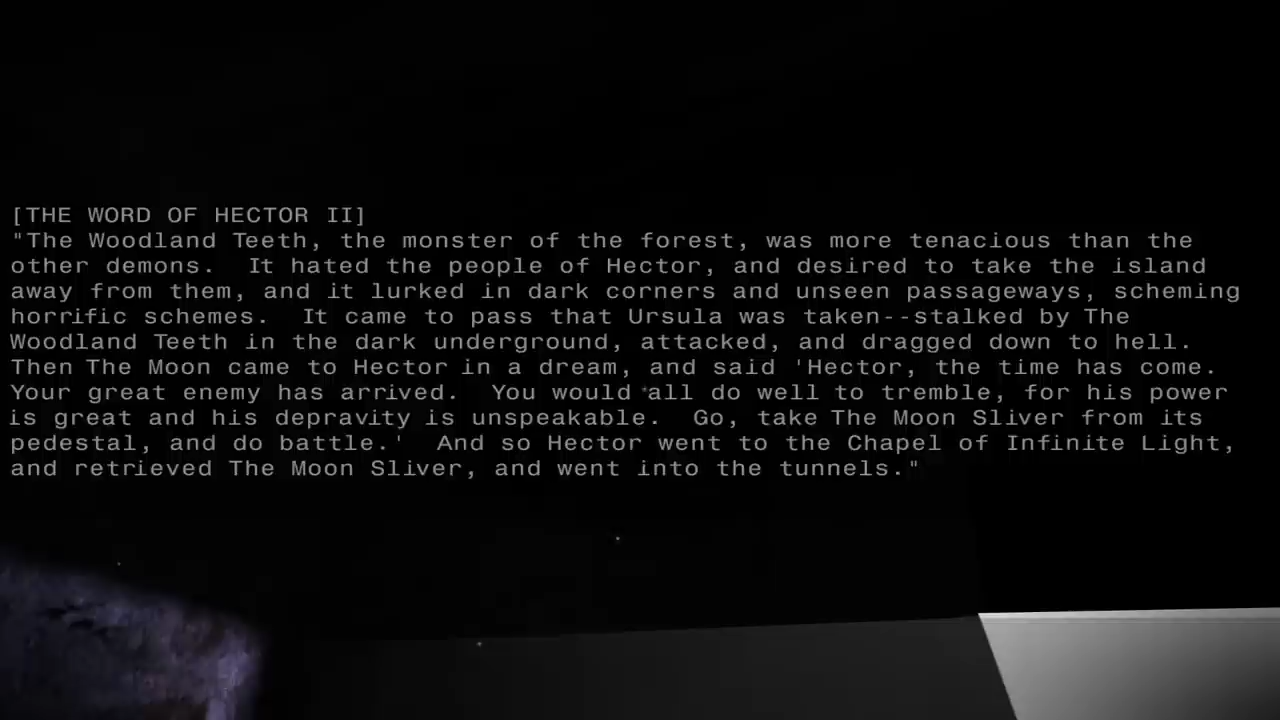 [THE WORD OF HECTOR II]
"The Woodland Teeth, the monster of the forest, was more tenacious than the
other demons.  It hated the people of Hector, and desired to take the island
away from them, and it lurked in dark corners and unseen passageways, scheming
horrific schemes.  It came to pass that Ursula was taken--stalked by The
Woodland Teeth in the dark underground, attacked, and dragged down to hell.
Then The Moon came to Hector in a dream, and said 'Hector, the time has come.
Your great enemy has arrived.  You would all do well to tremble, for his power
is great and his depravity is unspeakable.  Go, take The Moon Sliver from its
pedestal, and do battle.'  And so Hector went to the Chapel of Infinite Light,
and retrieved The Moon Sliver, and went into the tunnels."